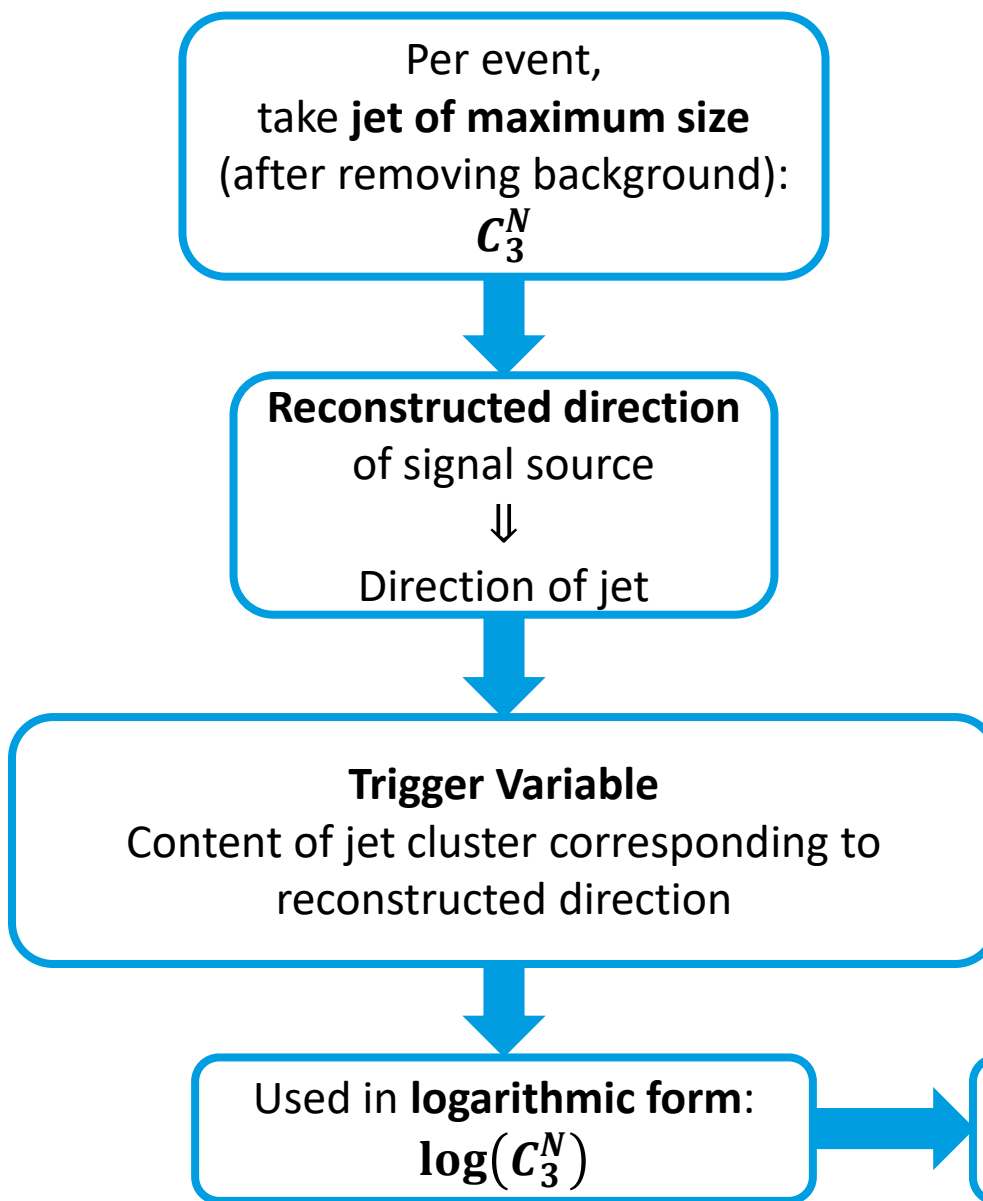 Per event,
take jet of maximum size
(after removing background):
$C_3^N$
Reconstructed direction
of signal source
⇓
Direction of jet
Trigger Variable
Content of jet cluster corresponding to
reconstructed direction
Used in logarithmic form:
$\log(C_3^N)$